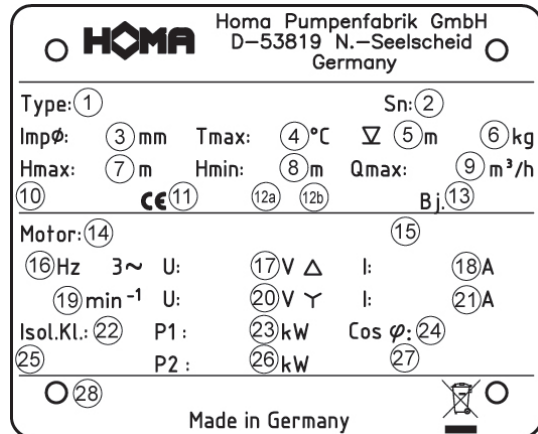 HOMA
Homa Pumpenfabrik GmbH
D-53819 N.-Seelscheid
Germany
Type: 1 Sn: 2
Impø: 3 mm Tmax: 4 °C ∇ 5 m 6 kg
Hmax: 7 m Hmin: 8 m Qmax: 9 m³/h
10 CE 11 12a 12b Bj. 13
Motor: 14 15
16 Hz 3~ U: 17 V △ I: 18 A
19 min⁻¹ U: 20 V Y I: 21 A
Isol.Kl.: 22 P1: 23 kW Cos φ: 24
25 P2: 26 kW 27
28
Made in Germany